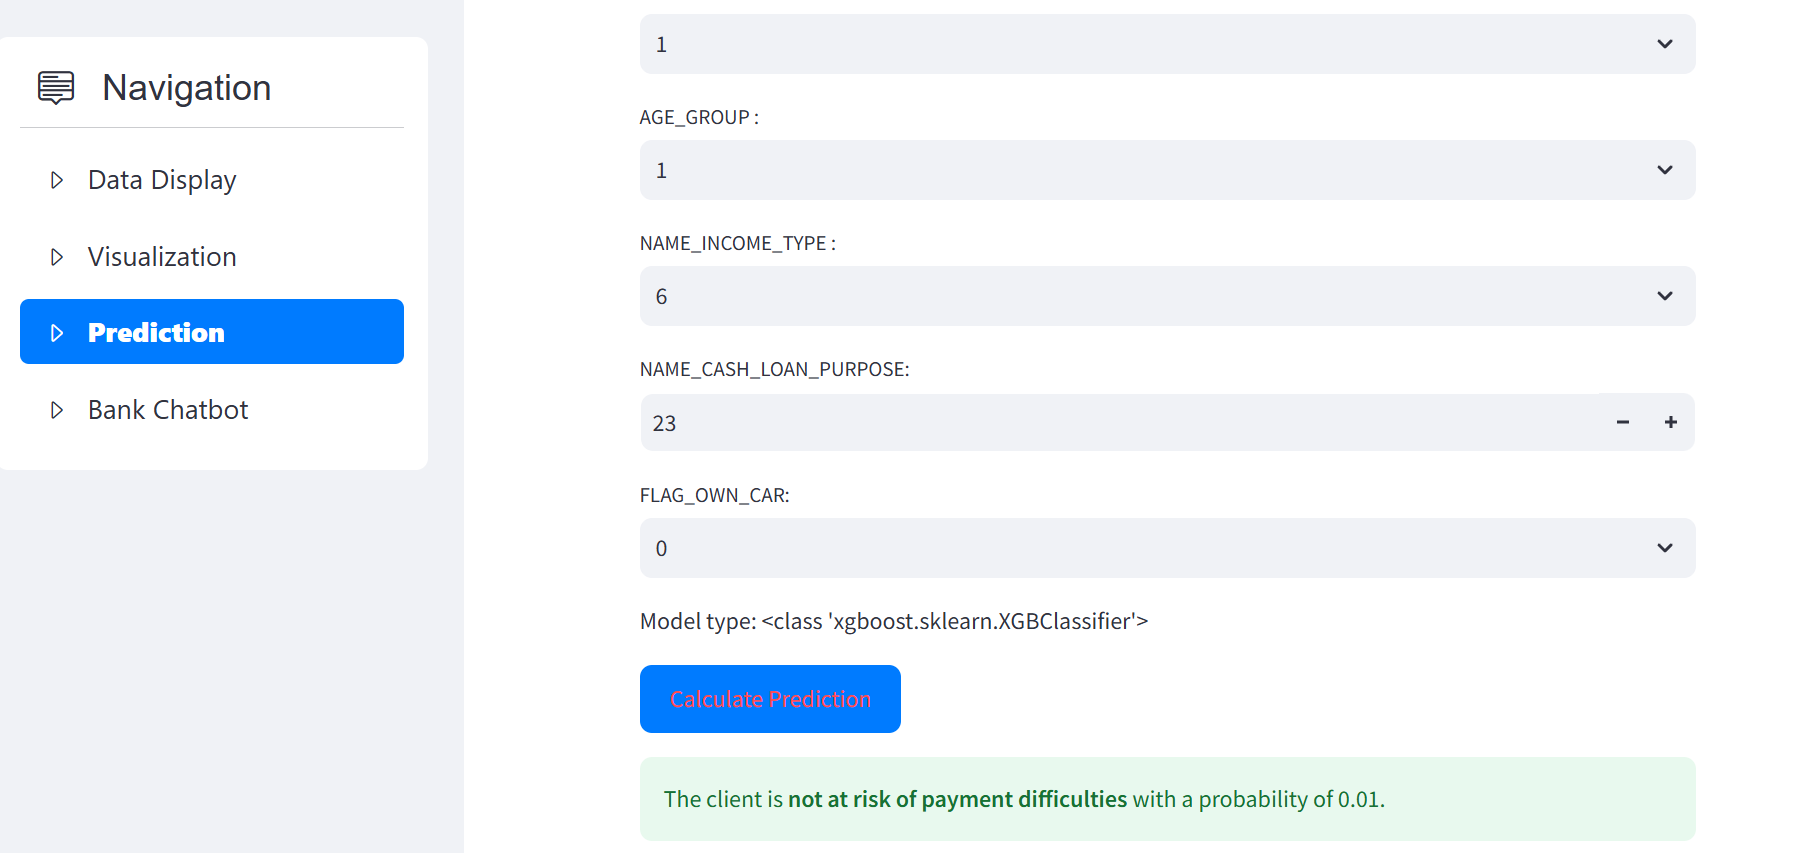 Navigation
Data Display
Visualization
Prediction
Bank Chatbot
1
AGE_GROUP :
1
NAME_INCOME_TYPE :
6
NAME_CASH_LOAN_PURPOSE:
23
FLAG_OWN_CAR:
0
Model type: <class 'xgboost.sklearn.XGBClassifier'>
Calculate Prediction
The client is not at risk of payment difficulties with a probability of 0.01.